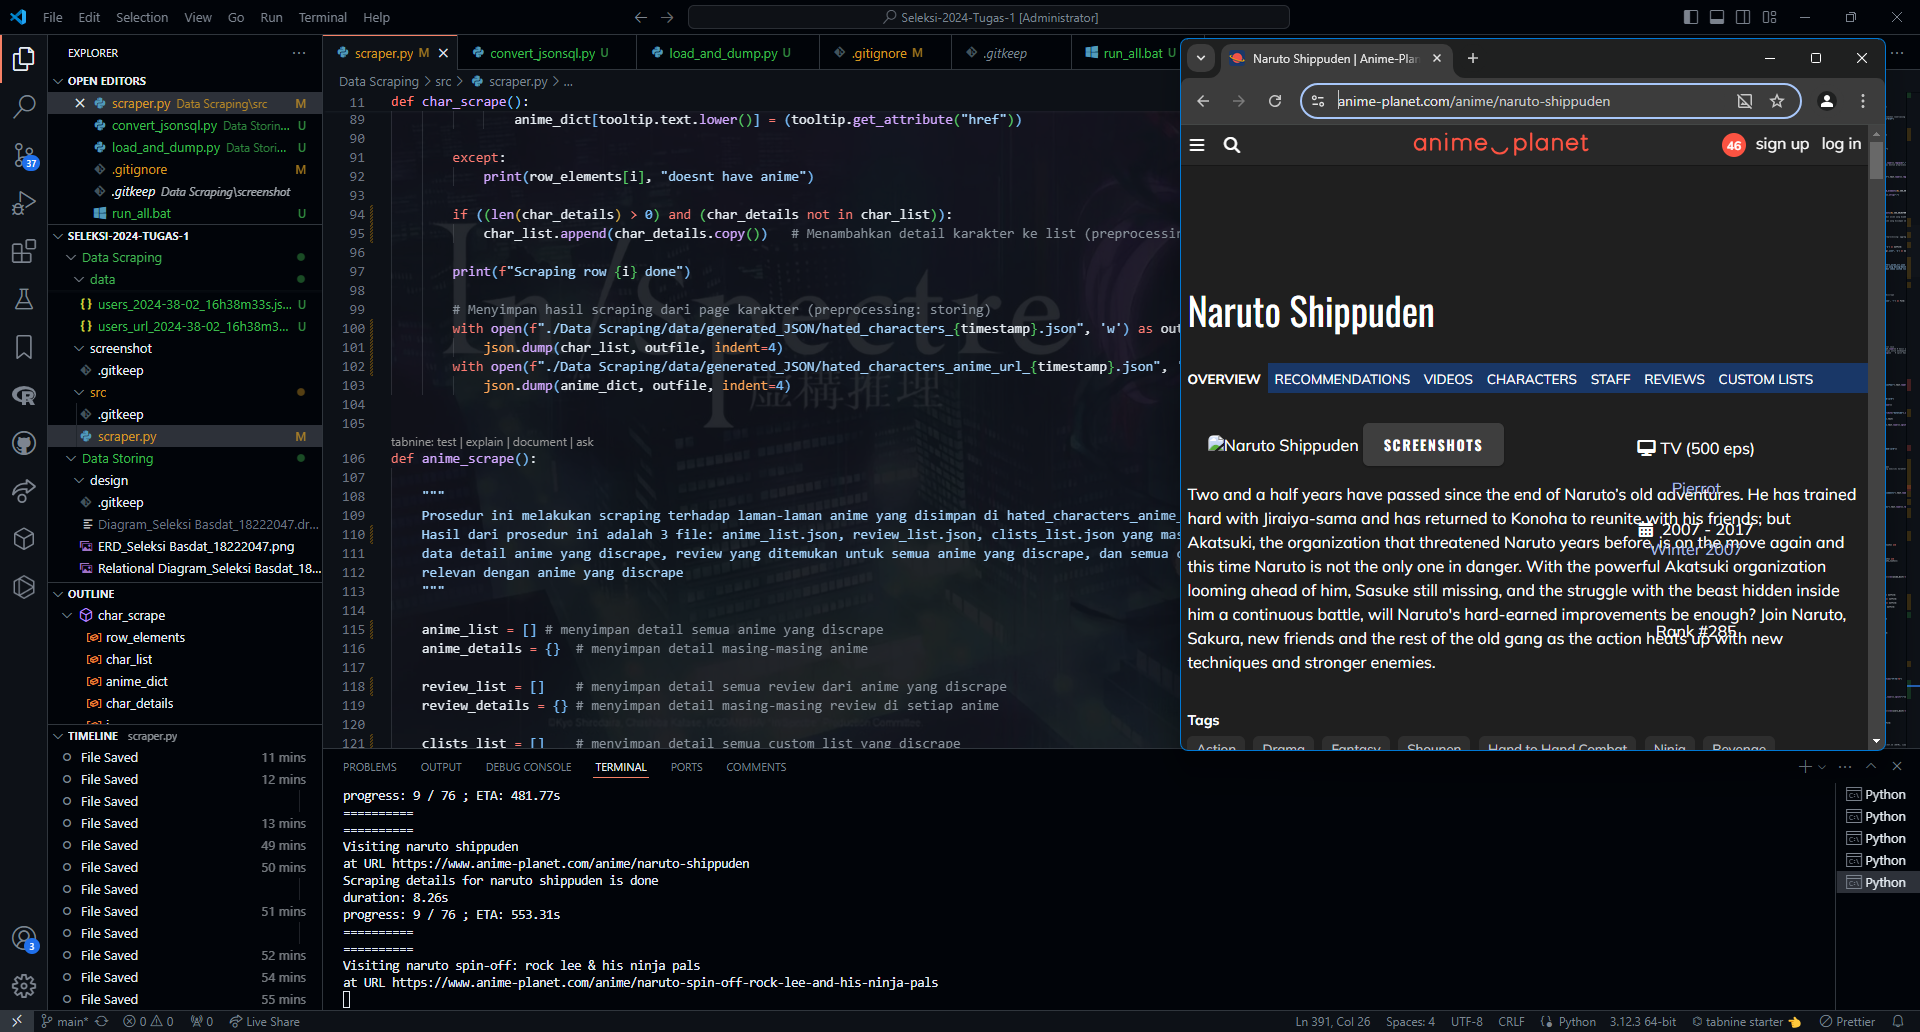 File Edit Selection View Go Run Terminal Help
Seleksi-2024-Tugas-1 [Administrator]
EXPLORER
OPEN EDITORS
scraper.py Data Scraping\src M
convert_jsonsql.py Data Storin... U
load_and_dump.py Data Stori... U
.gitignore M
.gitkeep Data Scraping\screenshot
run_all.bat U
SELEKSI-2024-TUGAS-1
Data Scraping
data
users_2024-38-02_16h38m33s.js... U
users_url_2024-38-02_16h38m3... U
screenshot
.gitkeep
src
.gitkeep
scraper.py M
Data Storing
design
.gitkeep
Diagram_Seleksi Basdat_18222047.dr...
ERD_Seleksi Basdat_18222047.png
Relational Diagram_Seleksi Basdat_18...
OUTLINE
char_scrape
row_elements
char_list
anime_dict
char_details
TIMELINE scraper.py
File Saved 11 mins
File Saved 12 mins
File Saved
File Saved 13 mins
File Saved 49 mins
File Saved 50 mins
File Saved
File Saved 51 mins
File Saved
File Saved 52 mins
File Saved 54 mins
File Saved 55 mins
37
3
scraper.py M
convert_jsonsql.py U
load_and_dump.py U
.gitignore M
.gitkeep
run_all.bat U
Data Scraping > src > scraper.py > ...
11 def char_scrape():
89 anime_dict[tooltip.text.lower()] = (tooltip.get_attribute("href"))
90
91 except:
92 print(row_elements[i], "doesnt have anime")
93
94 if ((len(char_details) > 0) and (char_details not in char_list)):
95 char_list.append(char_details.copy()) # Menambahkan detail karakter ke list (preprocessin
96
97 print(f"Scraping row {i} done")
98
99 # Menyimpan hasil scraping dari page karakter (preprocessing: storing)
100 with open(f"./Data Scraping/data/generated_JSON/hated_characters_{timestamp}.json", 'w') as out
101 json.dump(char_list, outfile, indent=4)
102 with open(f"./Data Scraping/data/generated_JSON/hated_characters_anime_url_{timestamp}.json", '
103 json.dump(anime_dict, outfile, indent=4)
104
105
tabnine: test | explain | document | ask
106 def anime_scrape():
107
108 """
109 Prosedur ini melakukan scraping terhadap laman-laman anime yang disimpan di hated_characters_anime_
110 Hasil dari prosedur ini adalah 3 file: anime_list.json, review_list.json, clists_list.json yang mas
111 data detail anime yang discrape, review yang ditemukan untuk semua anime yang discrape, dan semua c
112 relevan dengan anime yang discrape
113 """
114
115 anime_list = [] # menyimpan detail semua anime yang discrape
116 anime_details = {} # menyimpan detail masing-masing anime
117
118 review_list = [] # menyimpan detail semua review dari anime yang discrape
119 review_details = {} # menyimpan detail masing-masing review di setiap anime
120
121 clists_list = [] # menyimpan detail semua custom list yang discrape
In/Spectre
虚構推理
Naruto Shippuden | Anime-Plan
anime-planet.com/anime/naruto-shippuden
anime planet
46 sign up log in
Naruto Shippuden
OVERVIEW RECOMMENDATIONS VIDEOS CHARACTERS STAFF REVIEWS CUSTOM LISTS
Naruto Shippuden SCREENSHOTS
TV (500 eps)
Pierrot
2007 - 2017
Winter 2007
Rank #285
Two and a half years have passed since the end of Naruto's old adventures. He has trained
hard with Jiraiya-sama and has returned to Konoha to reunite with his friends; but
Akatsuki, the organization that threatened Naruto years before, is on the move again and
this time Naruto is not the only one in danger. With the powerful Akatsuki organization
looming ahead of him, Sasuke still missing, and the struggle with the beast hidden inside
him a continuous battle, will Naruto's hard-earned improvements be enough? Join Naruto,
Sakura, new friends and the rest of the old gang as the action heats up with new
techniques and stronger enemies.
Tags
Action Drama Fantasy Shounen Hand to Hand Combat Ninja Revenge
PROBLEMS OUTPUT DEBUG CONSOLE TERMINAL PORTS COMMENTS
progress: 9 / 76 ; ETA: 481.77s
==========
==========
Visiting naruto shippuden
at URL https://www.anime-planet.com/anime/naruto-shippuden
Scraping details for naruto shippuden is done
duration: 8.26s
progress: 9 / 76 ; ETA: 553.31s
==========
==========
Visiting naruto spin-off: rock lee & his ninja pals
at URL https://www.anime-planet.com/anime/naruto-spin-off-rock-lee-and-his-ninja-pals
Python
Python
Python
Python
Python
main* 0 0 0 Live Share
Ln 391, Col 26 Spaces: 4 UTF-8 CRLF Python 3.12.3 64-bit tabnine starter Prettier